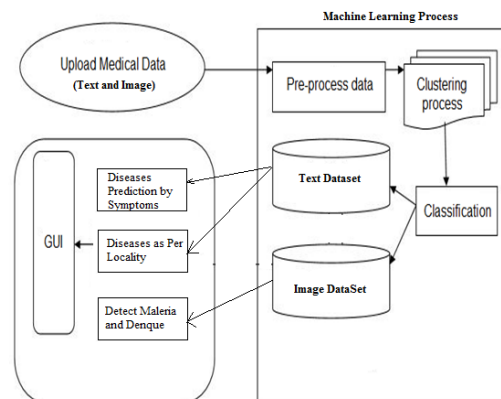 Machine Learning Process
Upload Medical Data
(Text and Image)
Pre-process data
Clustering
process
Text Dataset
Classification
Image DataSet
GUI
Diseases
Prediction by
Symptoms
Diseases as Per
Locality
Detect Maleria
and Denque